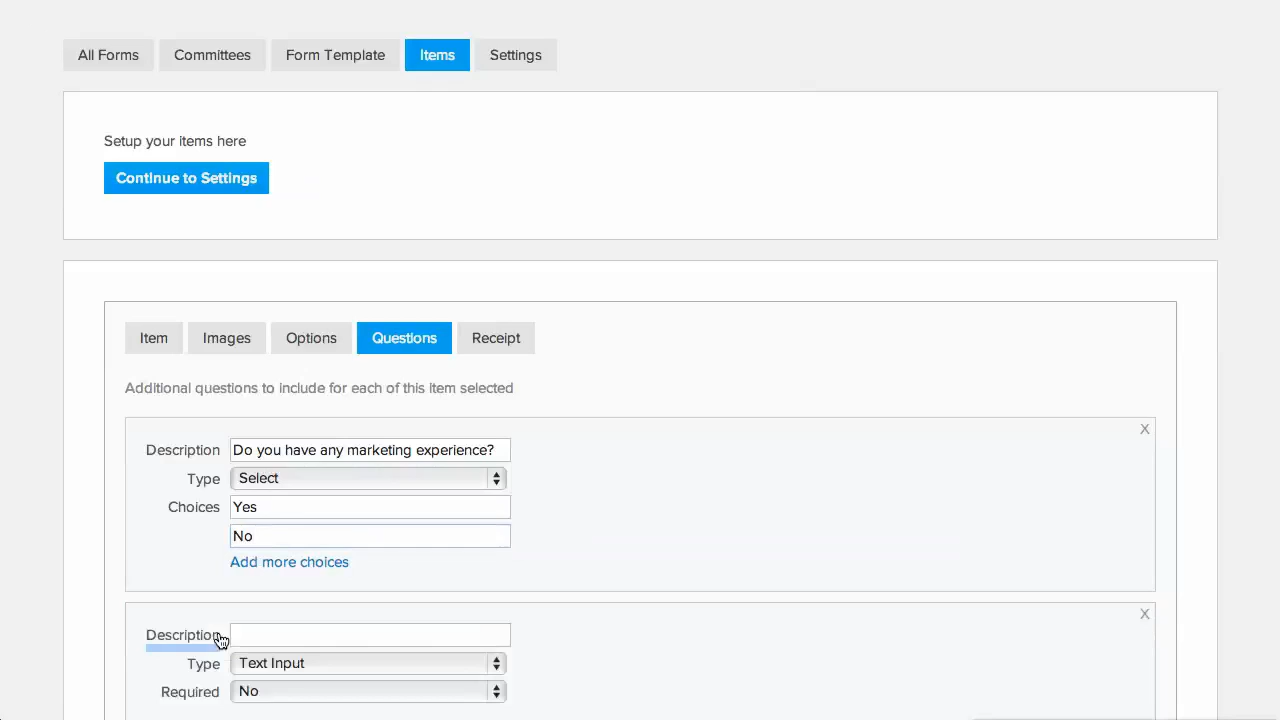 All Forms Committees Form Template Items Settings
Setup your items here
Continue to Settings
Item Images Options Questions Receipt
Additional questions to include for each of this item selected
X
Description Do you have any marketing experience?
Type Select
Choices Yes
No
Add more choices
X
Description
Type Text Input
Required No